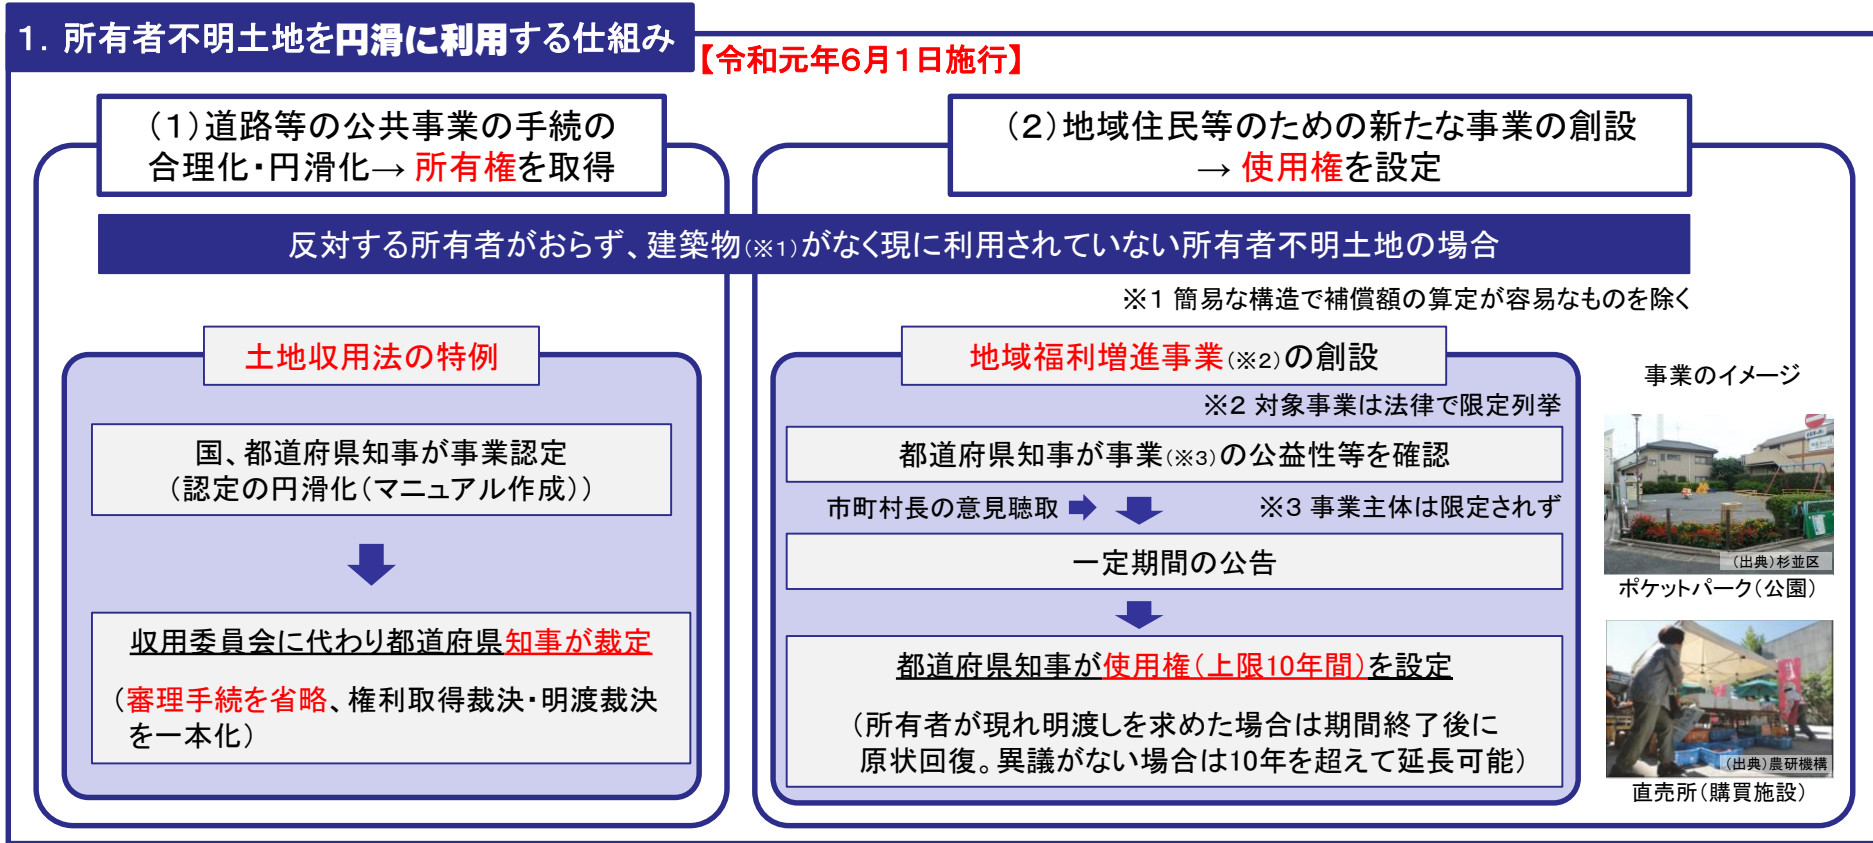 1．所有者不明土地を円滑に利用する仕組み
【令和元年6月1日施行】
（1）道路等の公共事業の手続の
合理化・円滑化→ 所有権を取得
（2）地域住民等のための新たな事業の創設
→ 使用権を設定
反対する所有者がおらず、建築物(※1)がなく現に利用されていない所有者不明土地の場合
※1 簡易な構造で補償額の算定が容易なものを除く
土地収用法の特例
国、都道府県知事が事業認定
（認定の円滑化（マニュアル作成））
収用委員会に代わり都道府県知事が裁定
（審理手続を省略、権利取得裁決・明渡裁決
を一本化）
地域福利増進事業(※2)の創設
※2 対象事業は法律で限定列挙
都道府県知事が事業(※3)の公益性等を確認
市町村長の意見聴取
※3 事業主体は限定されず
一定期間の公告
都道府県知事が使用権（上限10年間）を設定
（所有者が現れ明渡しを求めた場合は期間終了後に
原状回復。異議がない場合は10年を超えて延長可能）
事業のイメージ
（出典）杉並区
ポケットパーク（公園）
（出典）農研機構
直売所（購買施設）